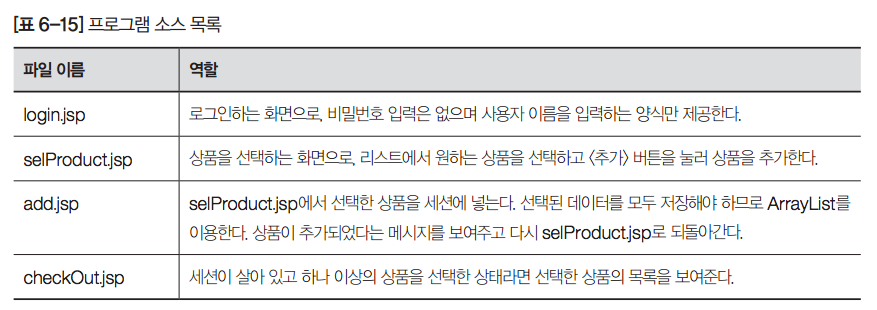 [표 6-15] 프로그램 소스 목록
파일 이름 역할
login.jsp 로그인하는 화면으로, 비밀번호 입력은 없으며 사용자 이름을 입력하는 양식만 제공한다.
selProduct.jsp 상품을 선택하는 화면으로, 리스트에서 원하는 상품을 선택하고 〈추가〉 버튼을 눌러 상품을 추가한다.
add.jsp selProduct.jsp에서 선택한 상품을 세션에 넣는다. 선택된 데이터를 모두 저장해야 하므로 ArrayList를
이용한다. 상품이 추가되었다는 메시지를 보여주고 다시 selProduct.jsp로 되돌아간다.
checkOut.jsp 세션이 살아 있고 하나 이상의 상품을 선택한 상태라면 선택한 상품의 목록을 보여준다.